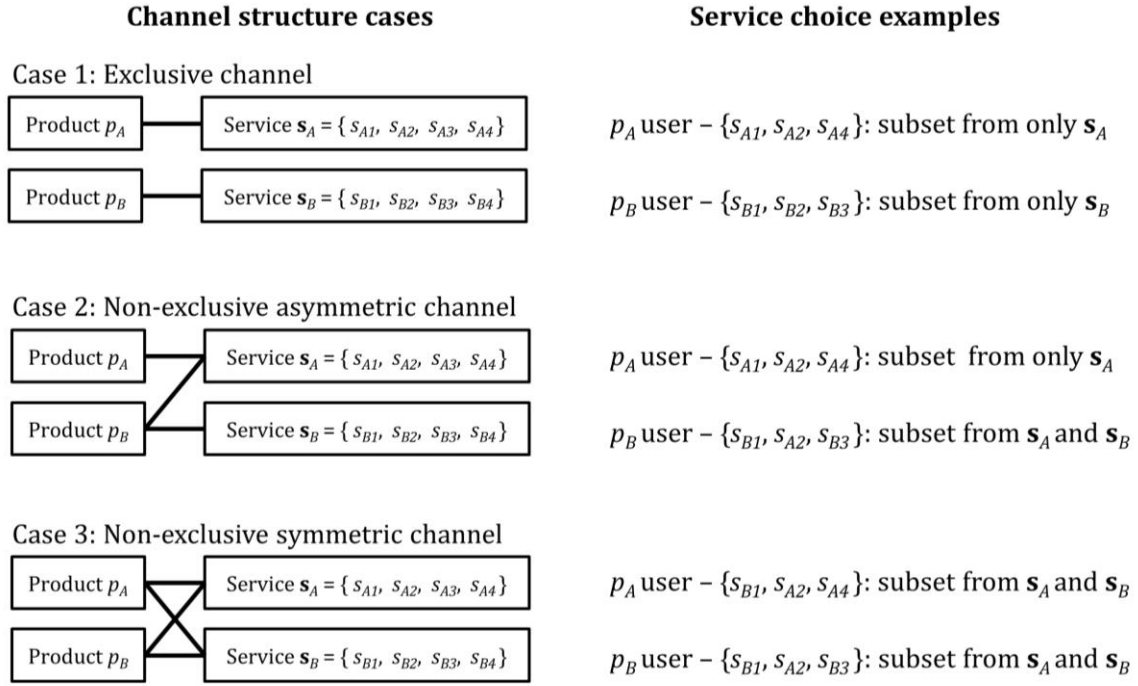 Channel structure cases
Service choice examples
Case 1: Exclusive channel
Product p_A
Service s_A = { s_A1, s_A2, s_A3, s_A4}
p_A user – {s_A1, s_A2, s_A4}: subset from only s_A
Product p_B
Service s_B = { s_B1, s_B2, s_B3, s_B4}
p_B user – {s_B1, s_B2, s_B3}: subset from only s_B
Case 2: Non-exclusive asymmetric channel
Product p_A
Service s_A = { s_A1, s_A2, s_A3, s_A4}
p_A user – {s_A1, s_A2, s_A4}: subset from only s_A
Product p_B
Service s_B = { s_B1, s_B2, s_B3, s_B4}
p_B user – {s_B1, s_A2, s_B3}: subset from s_A and s_B
Case 3: Non-exclusive symmetric channel
Product p_A
Service s_A = { s_A1, s_A2, s_A3, s_A4}
p_A user – {s_B1, s_A2, s_A4}: subset from s_A and s_B
Product p_B
Service s_B = { s_B1, s_B2, s_B3, s_B4}
p_B user – {s_B1, s_A2, s_B3}: subset from s_A and s_B